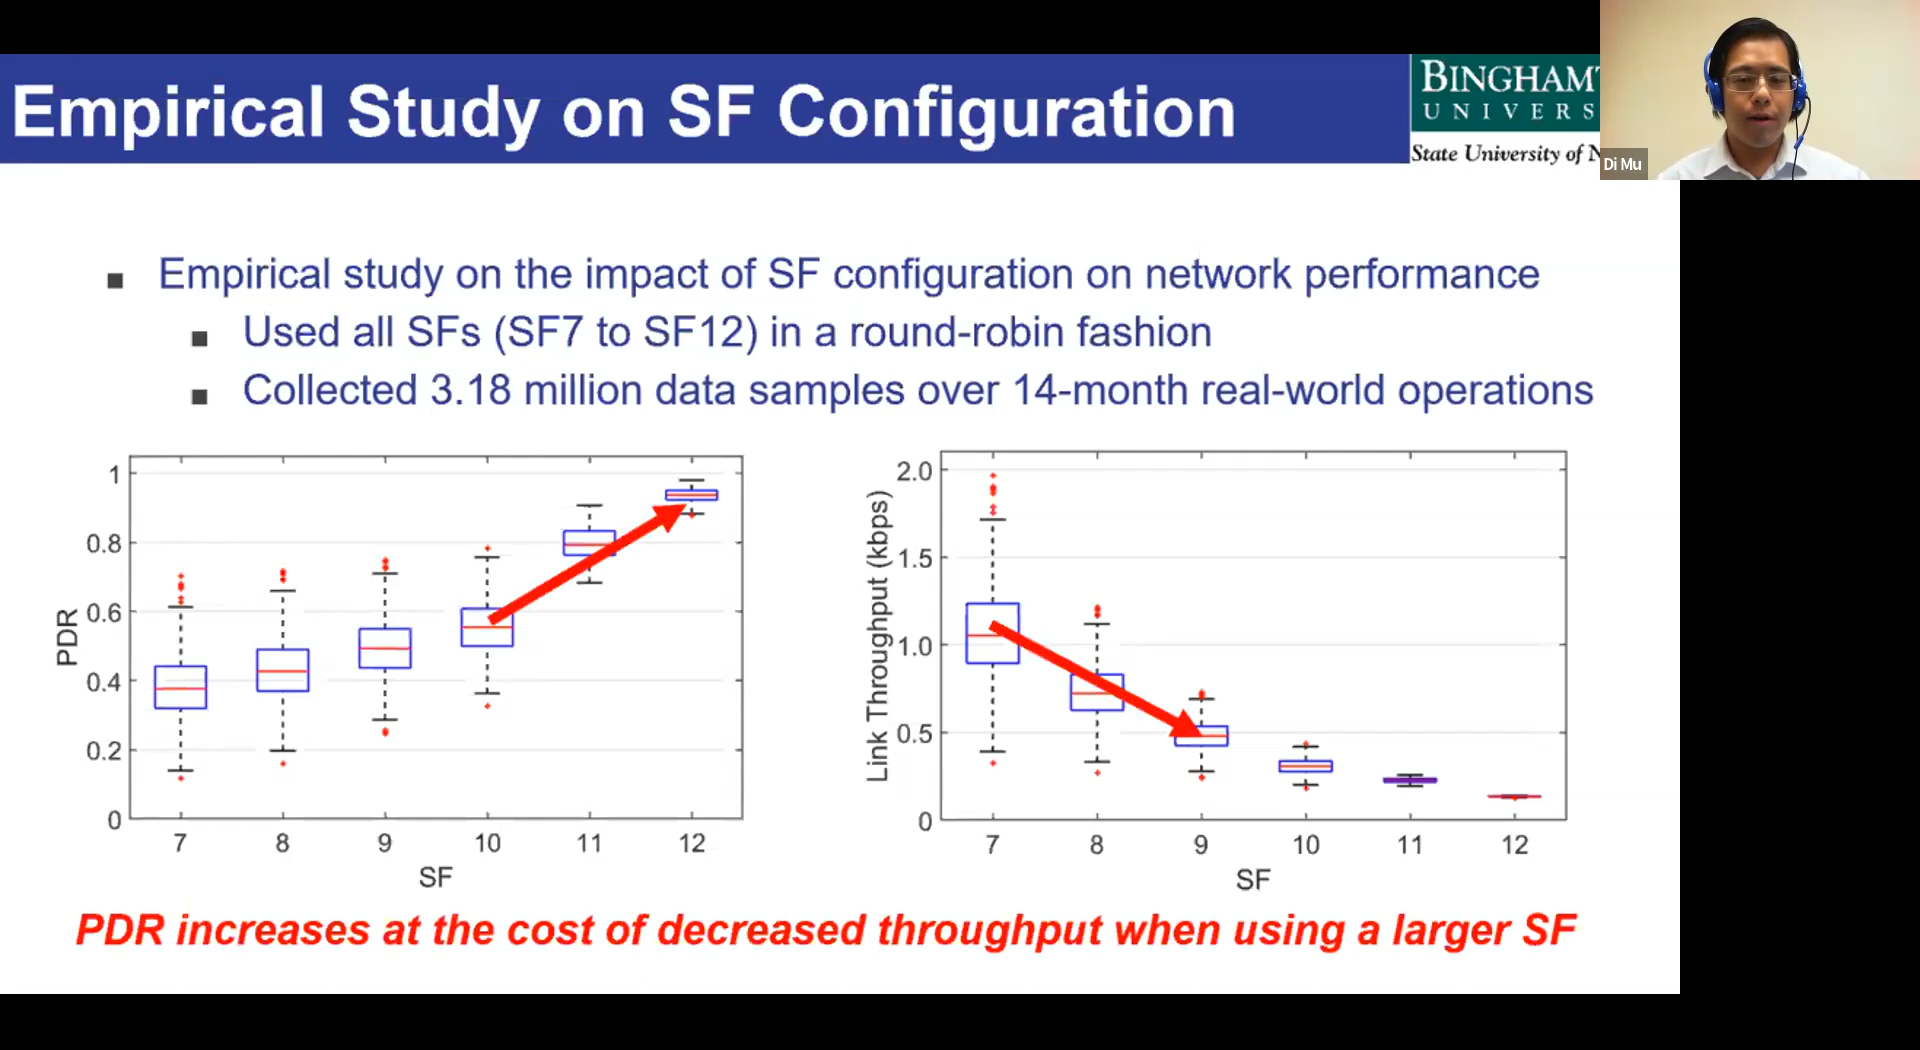 Empirical Study on SF Configuration
BINGHAMT
UNIVERS
State University of N
Di Mu
Empirical study on the impact of SF configuration on network performance
Used all SFs (SF7 to SF12) in a round-robin fashion
Collected 3.18 million data samples over 14-month real-world operations
PDR
1
0.8
0.6
0.4
0.2
0
7 8 9 10 11 12
SF
Link Throughput (kbps)
2.0
1.5
1.0
0.5
0
7 8 9 10 11 12
SF
PDR increases at the cost of decreased throughput when using a larger SF